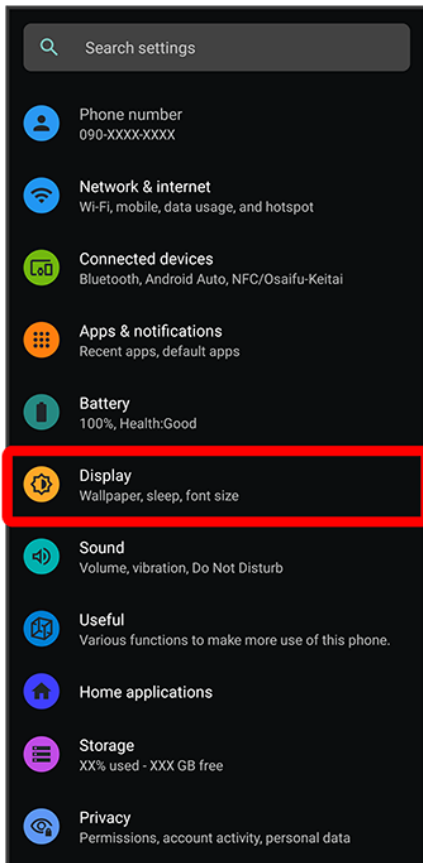 Search settings
Phone number
090-XXXX-XXXX
Network & internet
Wi-Fi, mobile, data usage, and hotspot
Connected devices
Bluetooth, Android Auto, NFC/Osaifu-Keitai
Apps & notifications
Recent apps, default apps
Battery
100%, Health:Good
Display
Wallpaper, sleep, font size
Sound
Volume, vibration, Do Not Disturb
Useful
Various functions to make more use of this phone.
Home applications
Storage
XX% used - XXX GB free
Privacy
Permissions, account activity, personal data